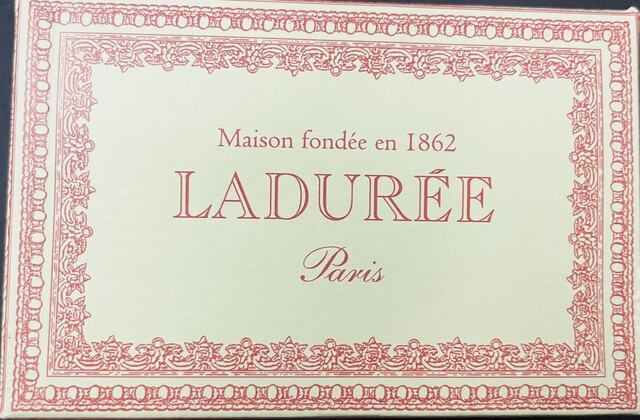 Maison fondée en 1862
LADURÉE
Paris